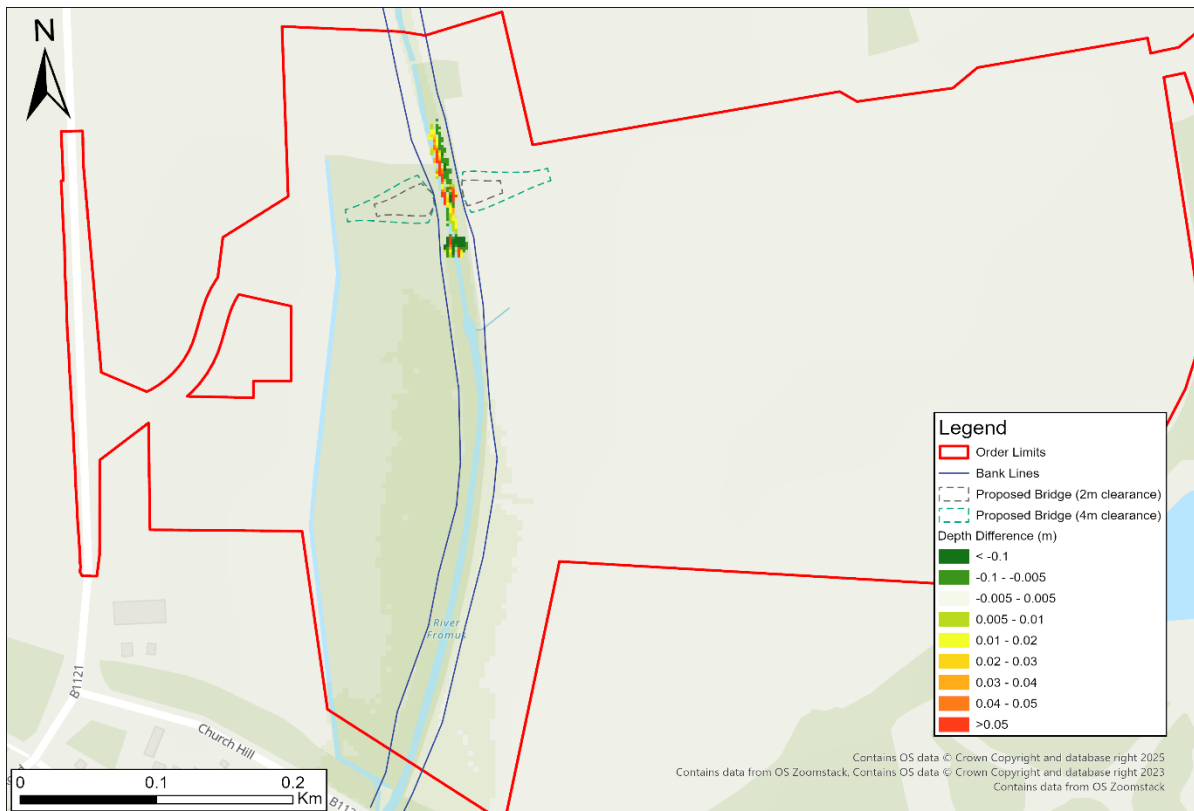 N
River
Fromus
B1121
Church Hill
0
0.1
0.2
Km
Legend
Order Limits
Bank Lines
Proposed Bridge (2m clearance)
Proposed Bridge (4m clearance)
Depth Difference (m)
< -0.1
-0.1 - -0.005
-0.005 - 0.005
0.005 - 0.01
0.01 - 0.02
0.02 - 0.03
0.03 - 0.04
0.04 - 0.05
>0.05
Contains OS data © Crown Copyright and database right 2025
Contains data from OS Zoomstack, Contains OS data © Crown Copyright and database right 2023
Contains data from OS Zoomstack